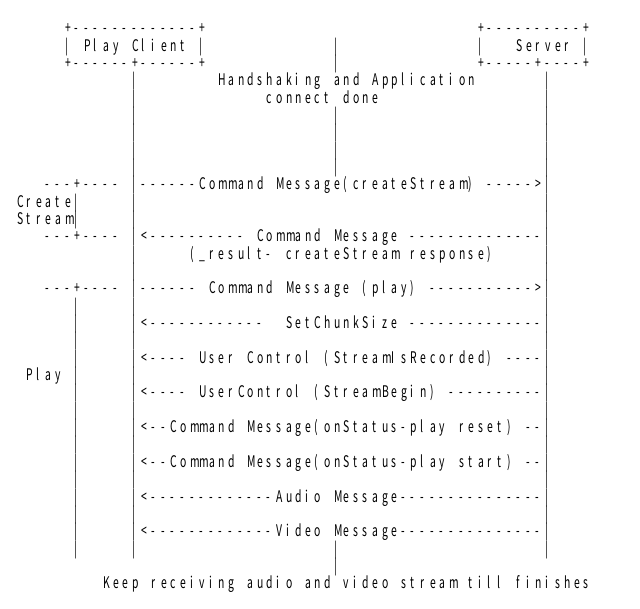 Play Client
Server
Handshaking and Application
connect done
---+---- ------Command Message(createStream) ----->
Create
Stream
---+---- <---------- Command Message --------------
(_result- createStream response)
---+---- ------ Command Message (play) ----------->
<------------ SetChunkSize --------------
<---- User Control (StreamIsRecorded) ----
Play
<---- UserControl (StreamBegin) ----------
<--Command Message(onStatus-play reset) --
<--Command Message(onStatus-play start) --
<-------------Audio Message---------------
<-------------Video Message---------------
Keep receiving audio and video stream till finishes